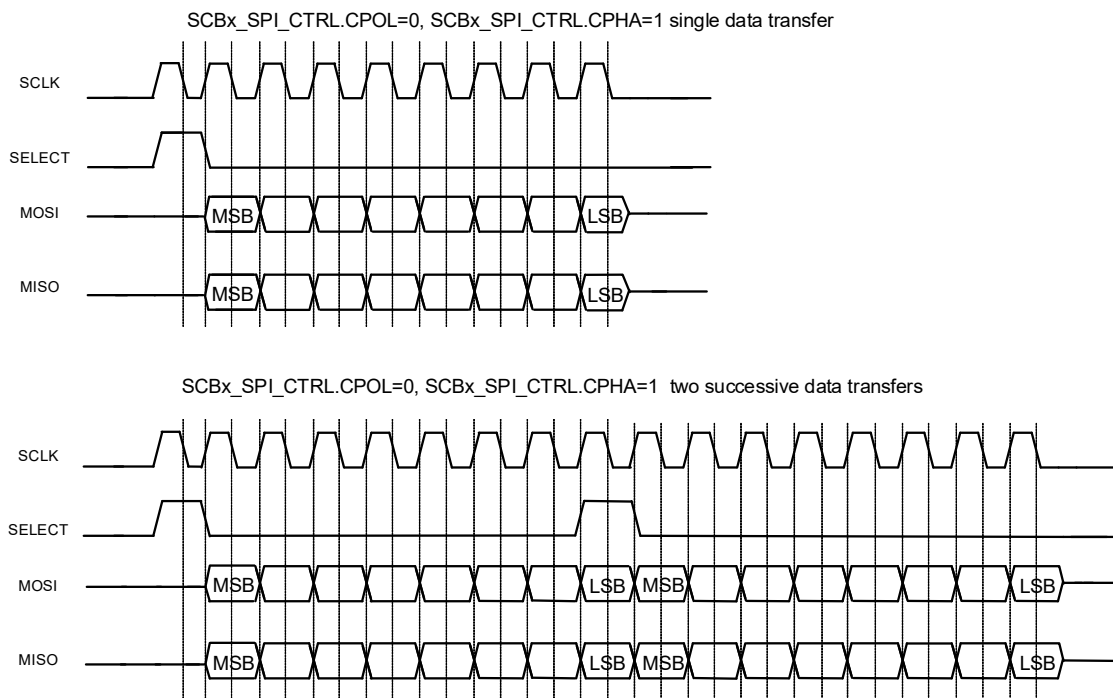 SCBx_SPI_CTRL.CPOL=0, SCBx_SPI_CTRL.CPHA=1 single data transfer
SCLK
SELECT
MOSI MSB LSB
MISO MSB LSB
SCBx_SPI_CTRL.CPOL=0, SCBx_SPI_CTRL.CPHA=1 two successive data transfers
SCLK
SELECT
MOSI MSB LSB MSB LSB
MISO MSB LSB MSB LSB